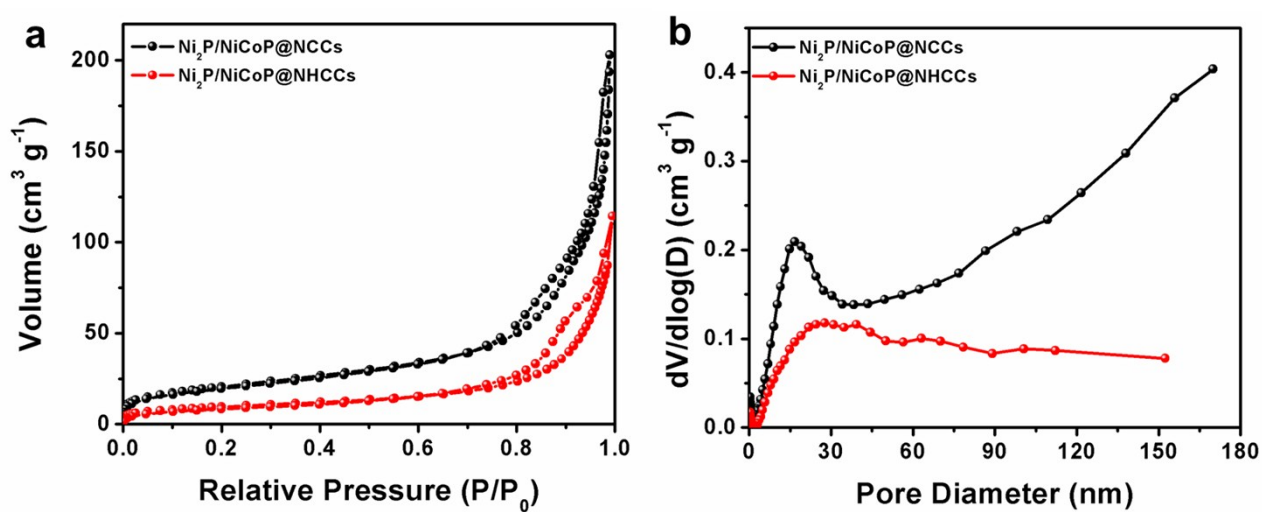 a
Ni₂P/NiCoP@NCCs
Ni₂P/NiCoP@NHCCs
Volume (cm³ g⁻¹)
200
150
100
50
0
0.0 0.2 0.4 0.6 0.8 1.0
Relative Pressure (P/P₀)
b
Ni₂P/NiCoP@NCCs
Ni₂P/NiCoP@NHCCs
dV/dlog(D) (cm³ g⁻¹)
0.4
0.3
0.2
0.1
0.0
0 30 60 90 120 150 180
Pore Diameter (nm)